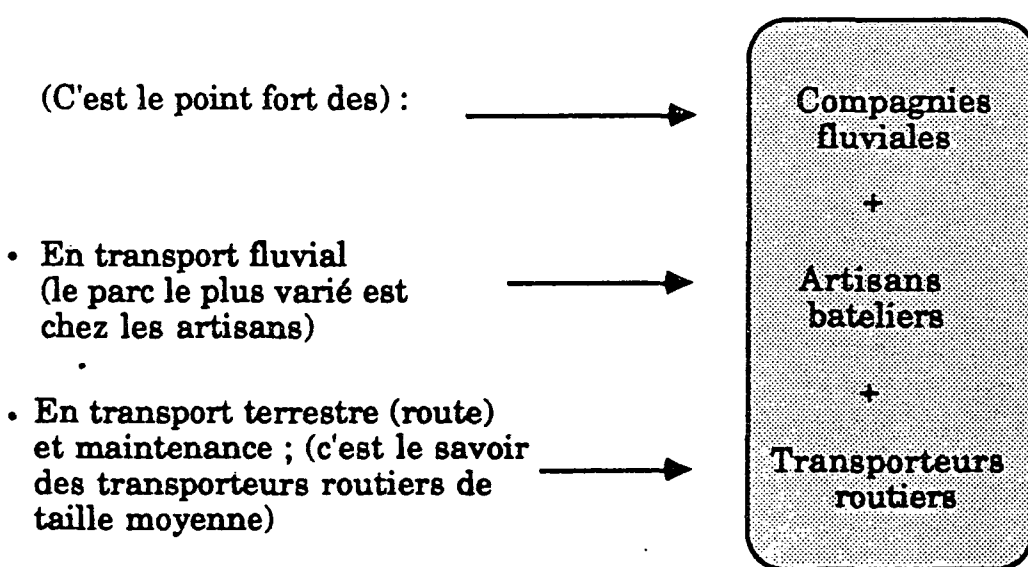 (C'est le point fort des) :
Compagnies
fluviales
+
• En transport fluvial
(le parc le plus varié est
chez les artisans)
Artisans
bateliers
+
• En transport terrestre (route)
et maintenance ; (c'est le savoir
des transporteurs routiers de
taille moyenne)
Transporteurs
routiers